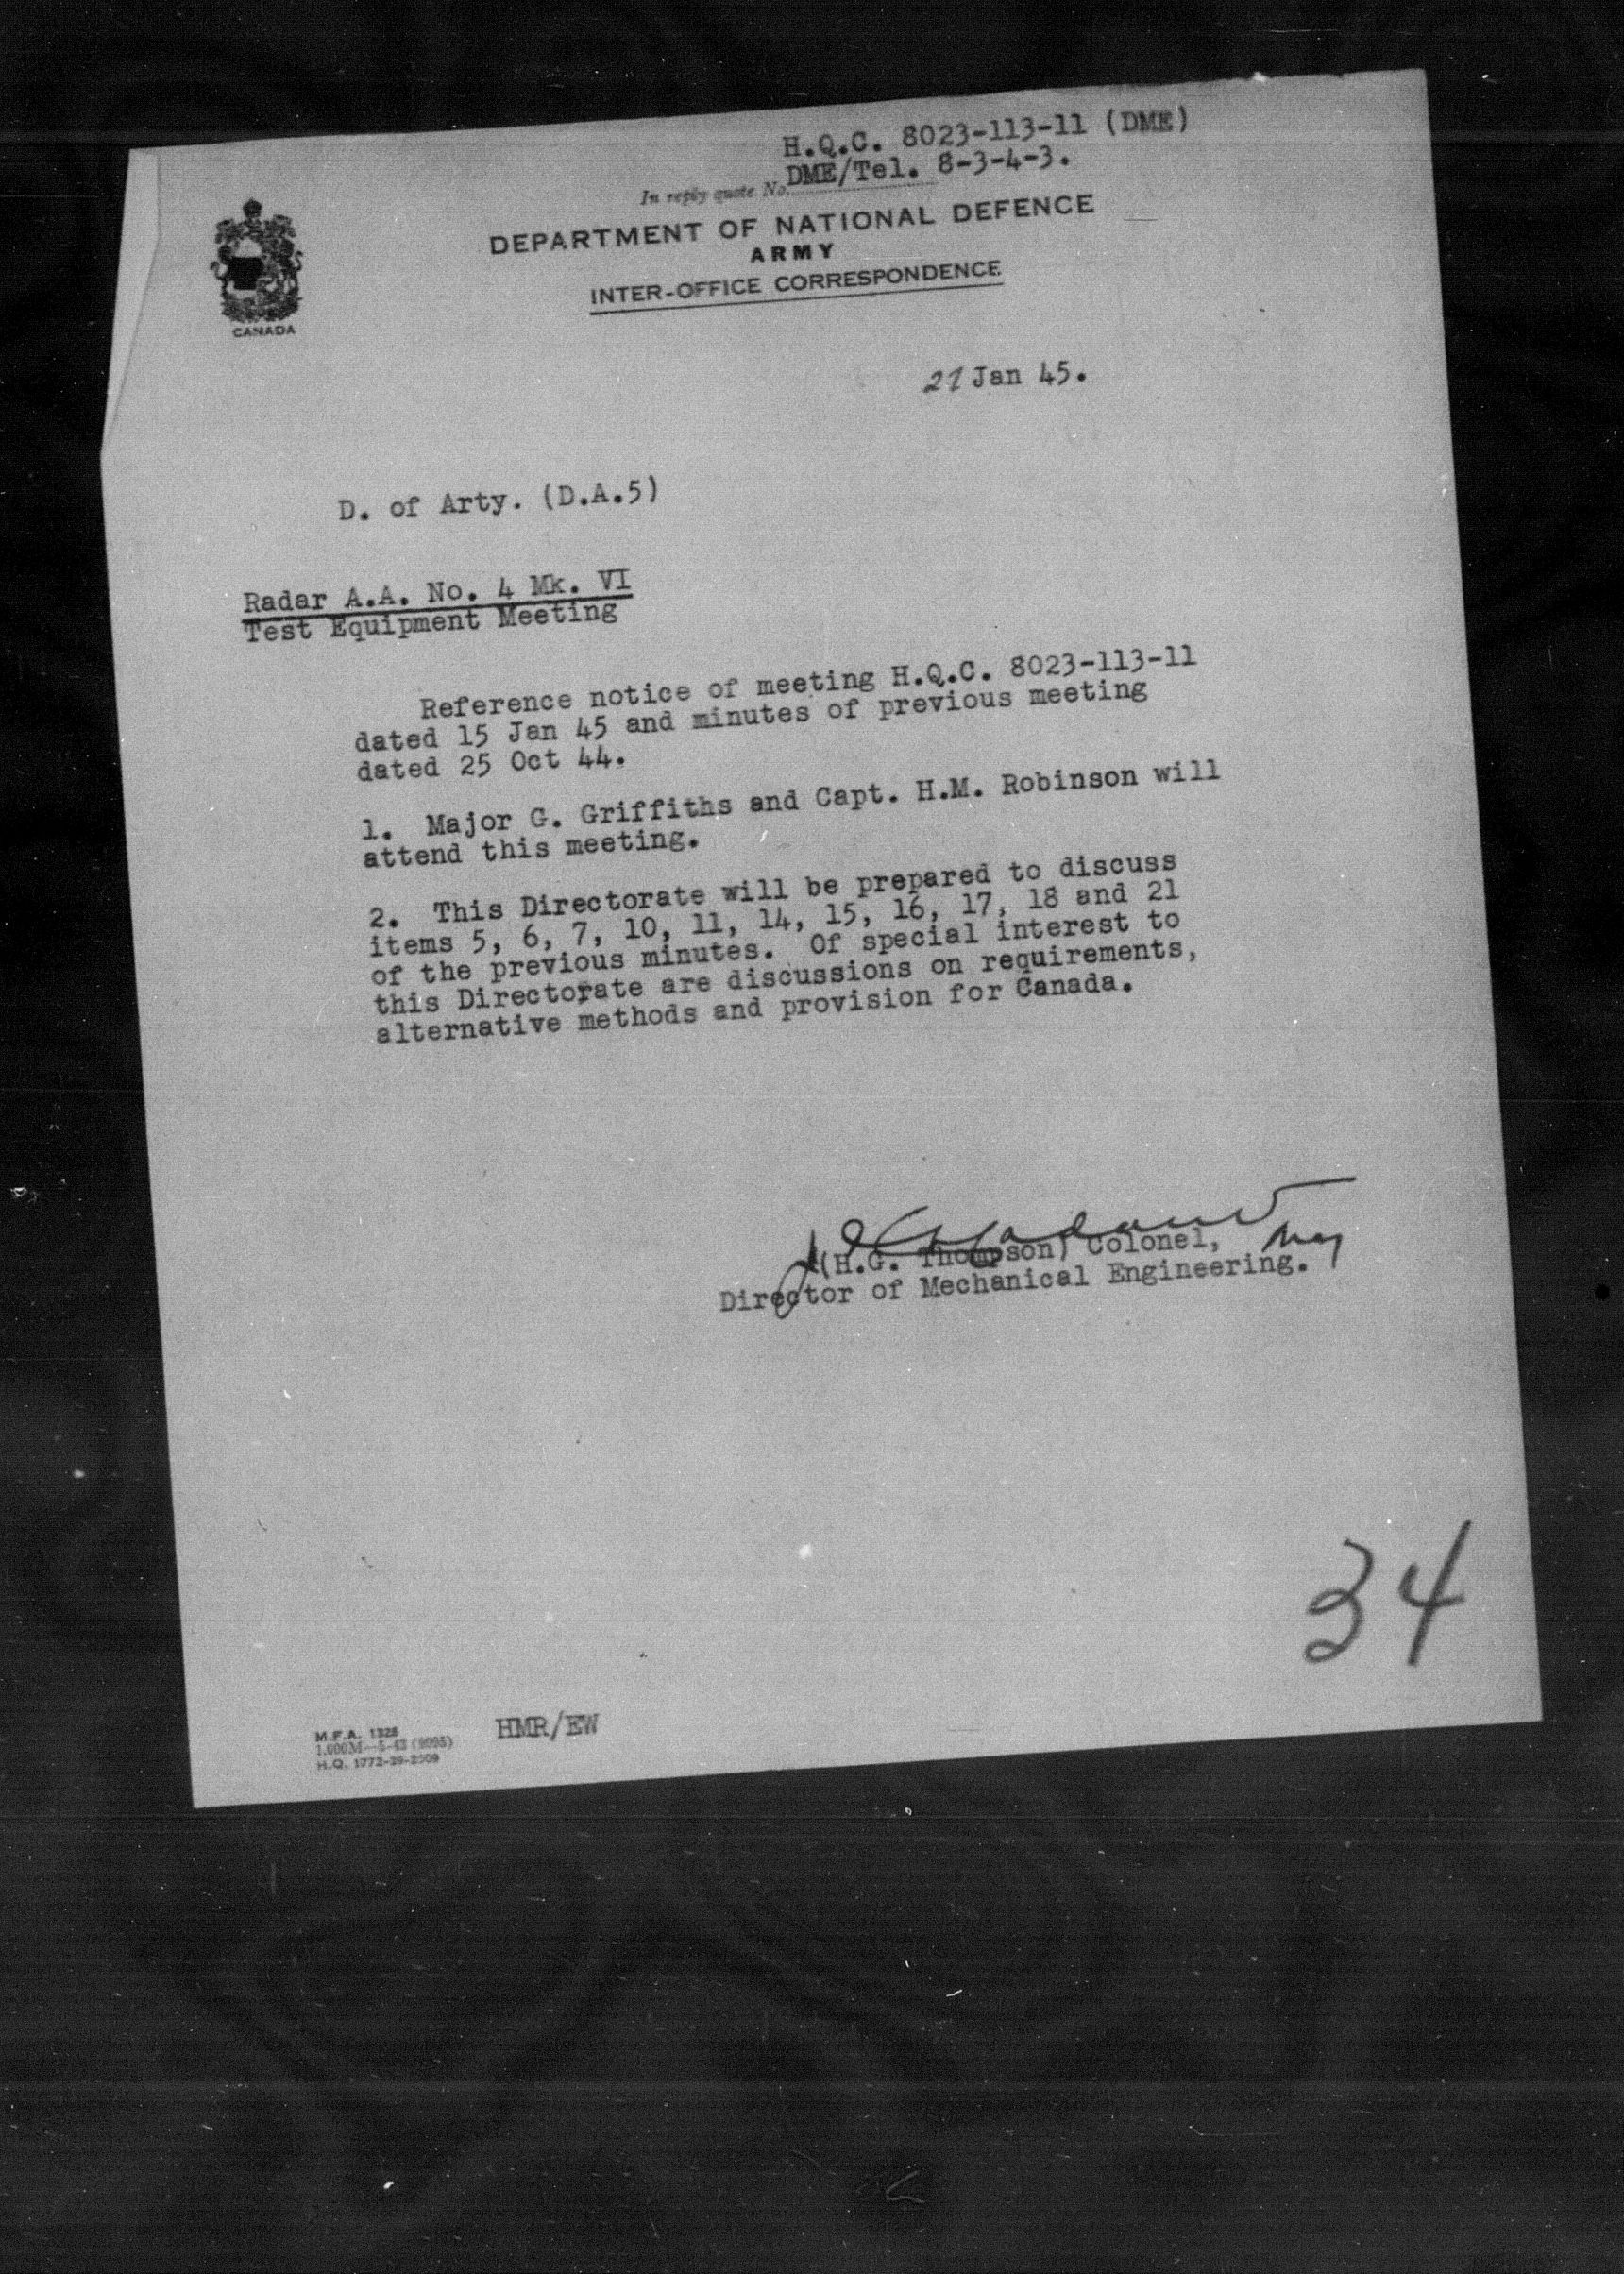 H.Q.C. 8023-113-11 (DME)
DME/Tel. 8-3-4-3.
In reply quote No.
DEPARTMENT OF NATIONAL DEFENCE
ARMY
INTER-OFFICE CORRESPONDENCE
CANADA
Jan 45.
D. of Arty. (D.A.5)
Radar A.A. No. 4 Mk. VI
Test Equipment Meeting
Reference notice of meeting H.Q.C. 8023-113-11
dated 15 Jan 45 and minutes of previous meeting
dated 25 Oct 44.
1. Major G. Griffiths and Capt. H.M. Robinson will
attend this meeting.
2. This Directorate will be prepared to discuss
items 5, 6, 7, 10, 11, 14, 15, 16, 17, 18 and 21
of the previous minutes. Of special interest to
this Directorate are discussions on requirements,
alternative methods and provision for Canada.
(H.G. Thompson) Colonel,
Director of Mechanical Engineering.
34
HMR/EW
M.F.A. 1328
H.Q. 1772-39-2509